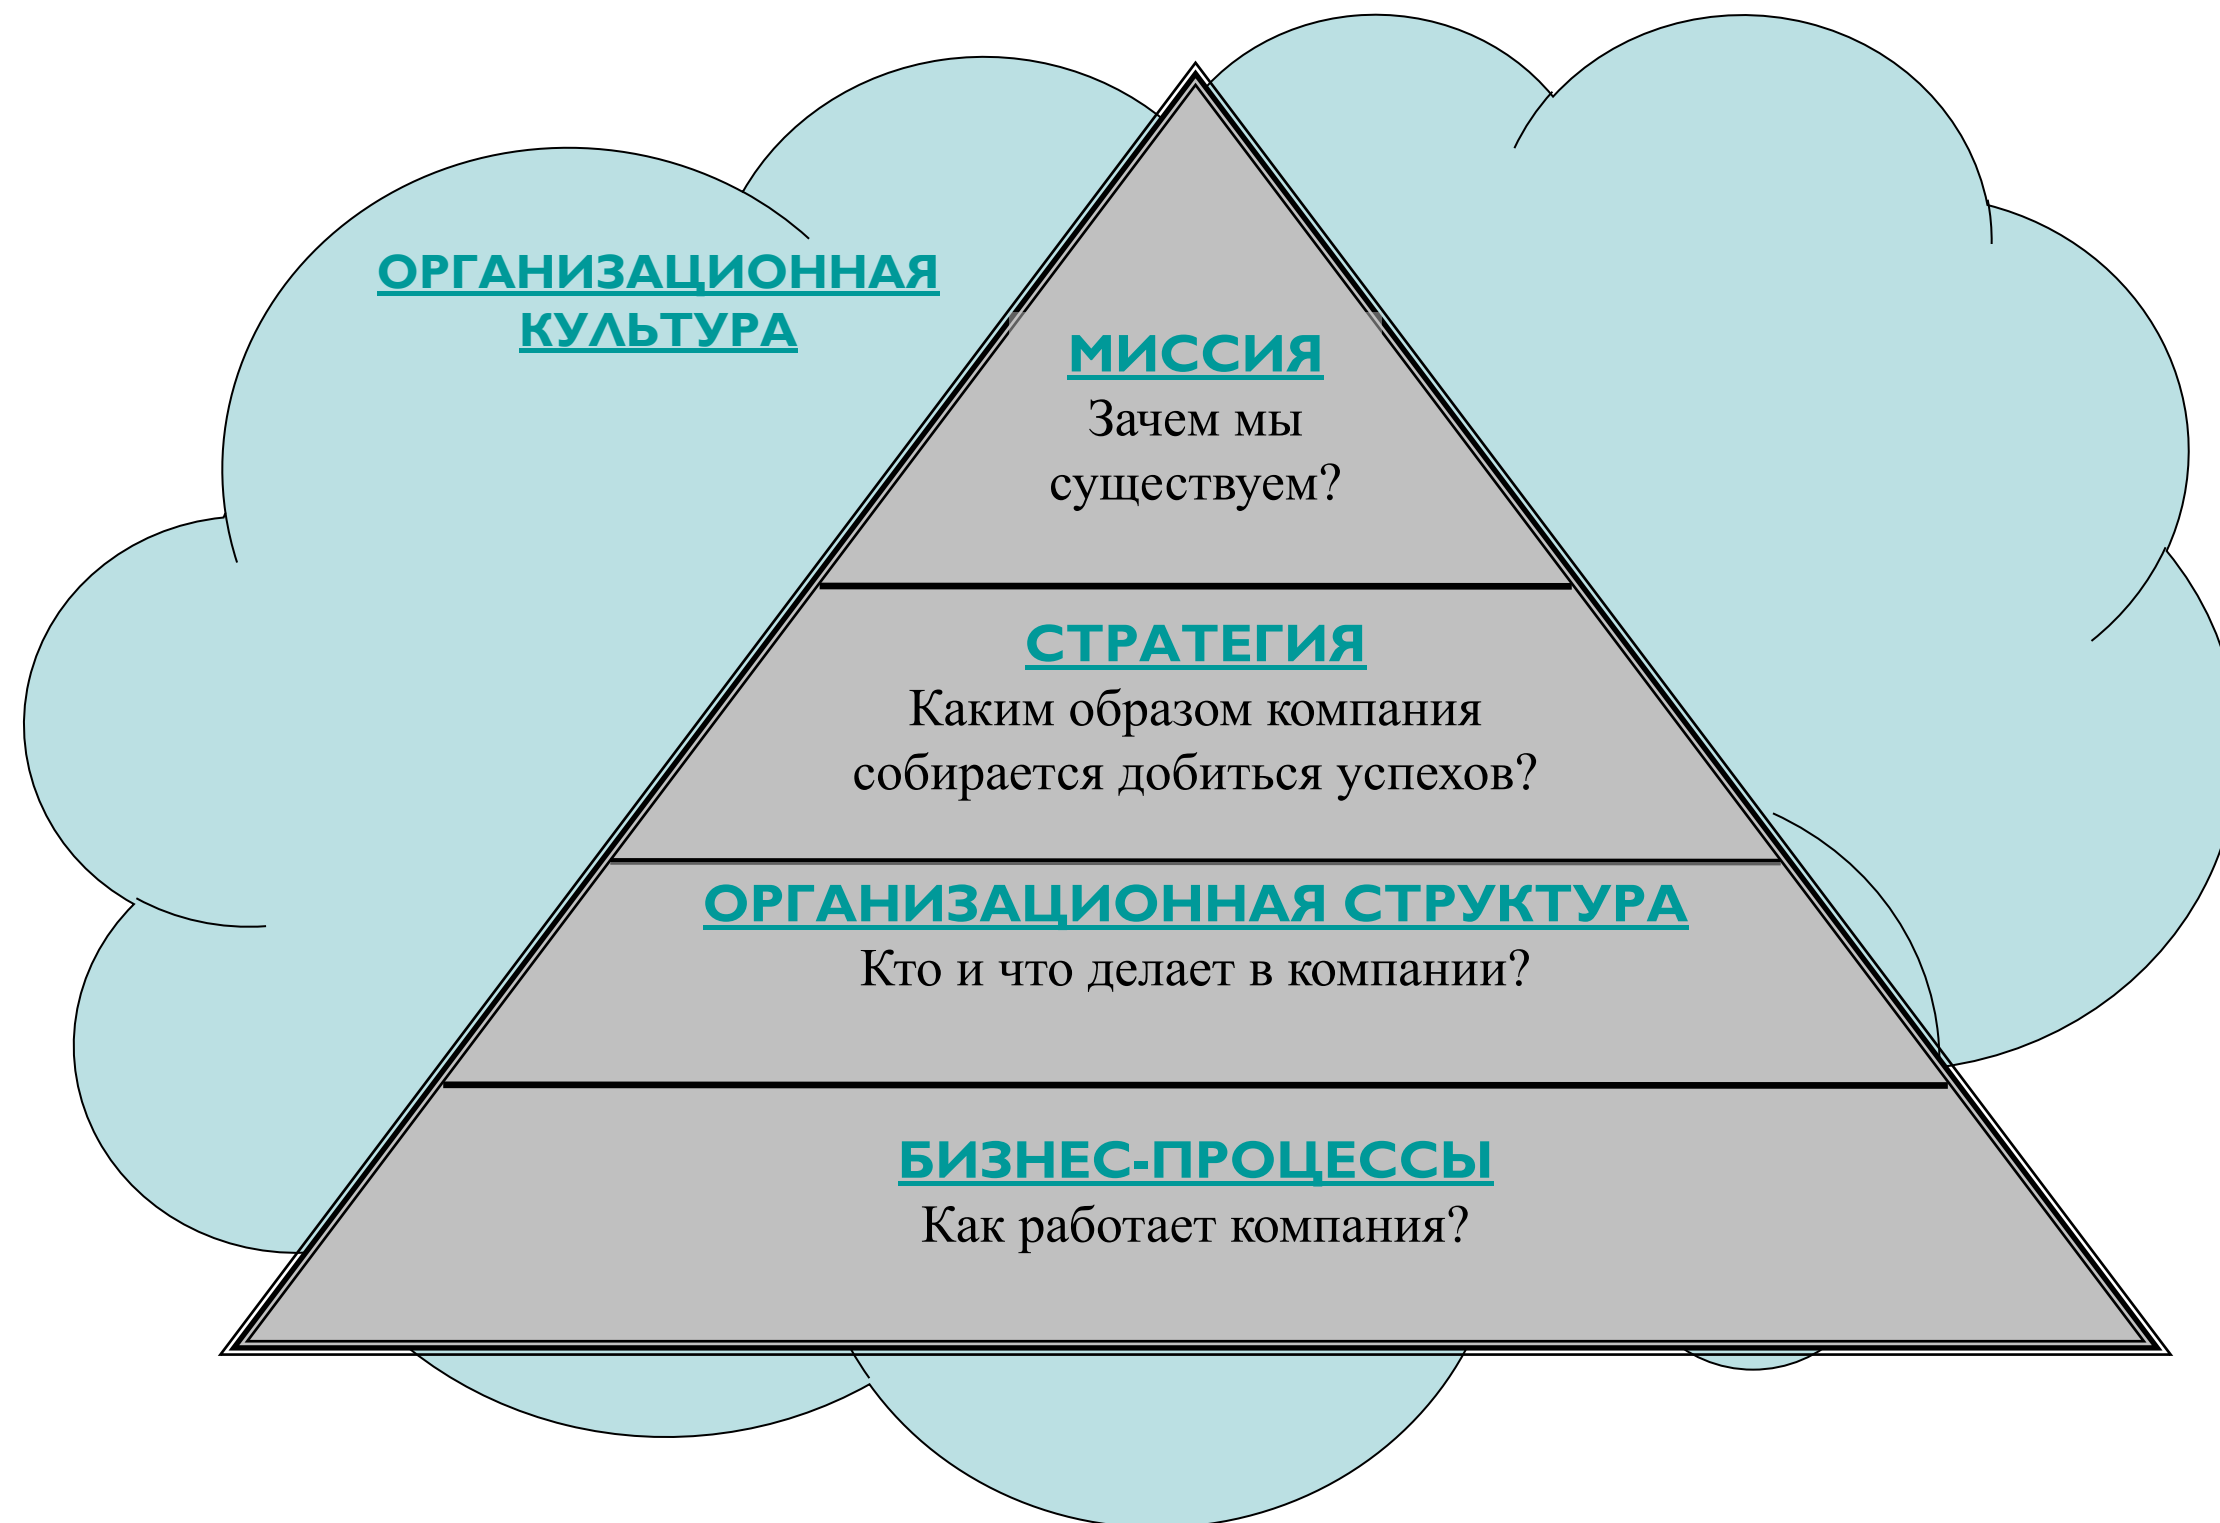 ОРГАНИЗАЦИОННАЯ
КУЛЬТУРА
МИССИЯ
Зачем мы
существуем?
СТРАТЕГИЯ
Каким образом компания
собирается добиться успехов?
ОРГАНИЗАЦИОННАЯ СТРУКТУРА
Кто и что делает в компании?
БИЗНЕС-ПРОЦЕССЫ
Как работает компания?